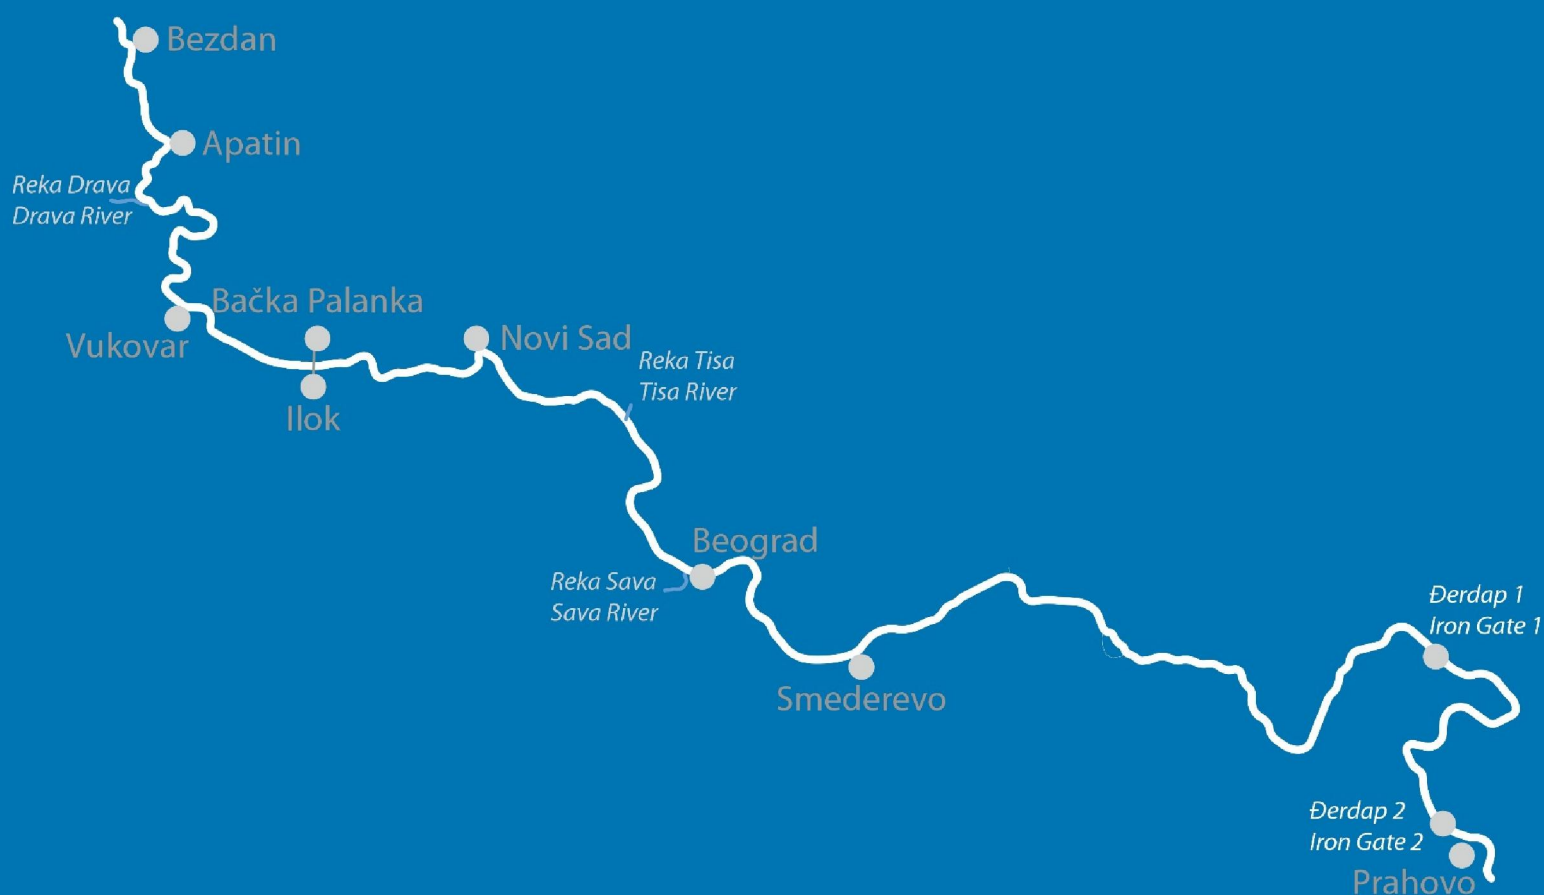 Bezdan
Apatin
Reka Drava
Drava River
Bačka Palanka
Vukovar
Novi Sad
Reka Tisa
Tisa River
Ilok
Beograd
Reka Sava
Sava River
Đerdap 1
Iron Gate 1
Smederevo
Đerdap 2
Iron Gate 2
Prahovo